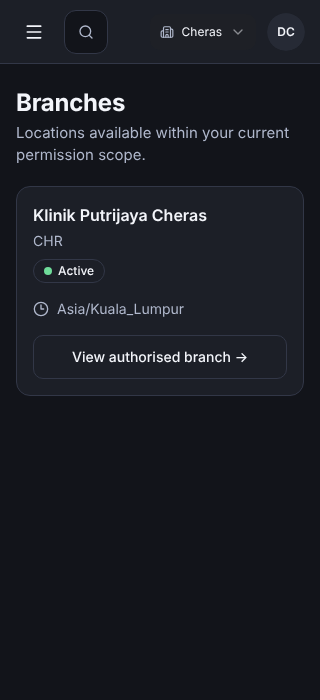 Cheras
DC
Branches
Locations available within your current
permission scope.
Klinik Putrijaya Cheras
CHR
Active
Asia/Kuala_Lumpur
View authorised branch →